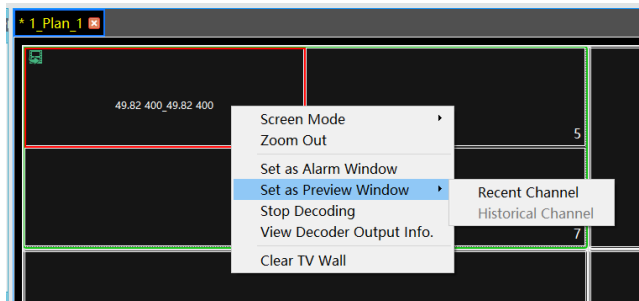 * 1_Plan_1
49.82 400_49.82 400
Screen Mode
Zoom Out
5
Set as Alarm Window
Set as Preview Window
Recent Channel
Stop Decoding
Historical Channel
View Decoder Output Info.
7
Clear TV Wall